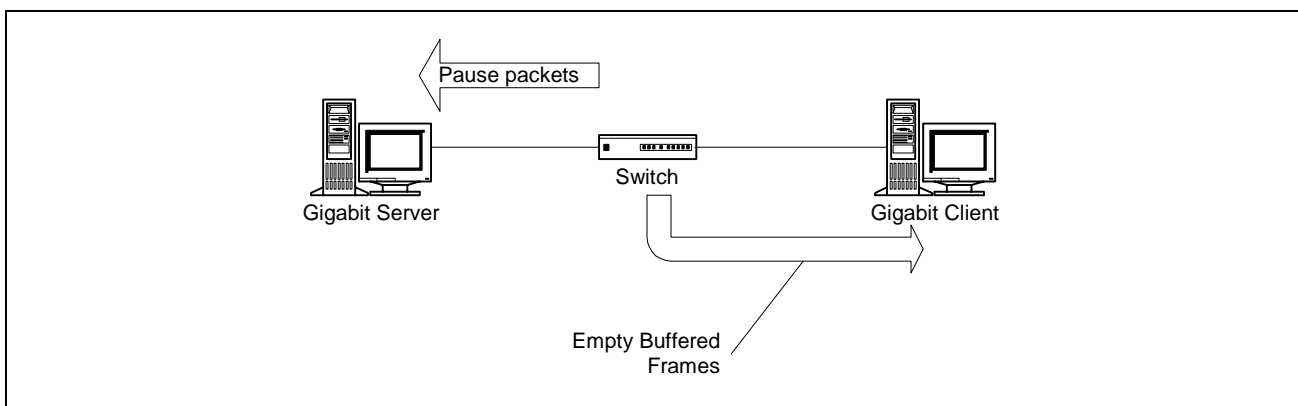 Pause packets
Switch
Gigabit Server
Gigabit Client
Empty Buffered
Frames